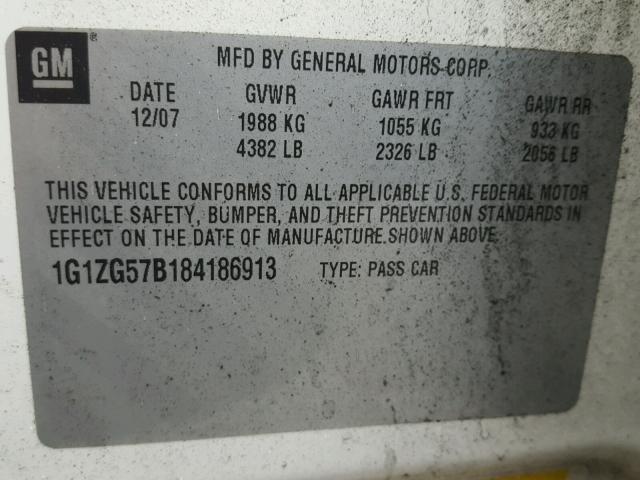 GM ®
MFD BY GENERAL MOTORS CORP.
DATE GVWR GAWR FRT GAWR RR
12/07 1988 KG 1055 KG 933 KG
4382 LB 2326 LB 2056 LB
THIS VEHICLE CONFORMS TO ALL APPLICABLE U.S. FEDERAL MOTOR
VEHICLE SAFETY, BUMPER, AND THEFT PREVENTION STANDARDS IN
EFFECT ON THE DATE OF MANUFACTURE.SHOWN ABOVE.
1G1ZG57B184186913 TYPE: PASS CAR